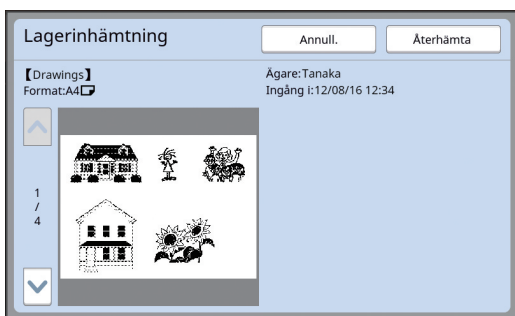 Lagerinhämtning
Annull.
Återhämta
【Drawings】
Format:A4
Ägare:Tanaka
Ingång i:12/08/16 12:34
1
/
4